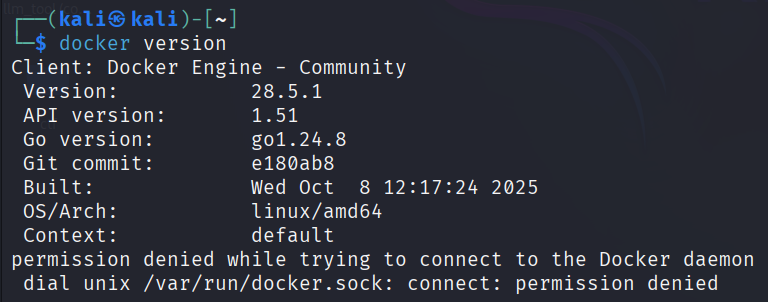 ┌──(kali㉿kali)-[~]
└─$ docker version
Client: Docker Engine - Community
 Version:           28.5.1
 API version:       1.51
 Go version:        go1.24.8
 Git commit:        e180ab8
 Built:             Wed Oct  8 12:17:24 2025
 OS/Arch:           linux/amd64
 Context:           default
permission denied while trying to connect to the Docker daemon
 dial unix /var/run/docker.sock: connect: permission denied